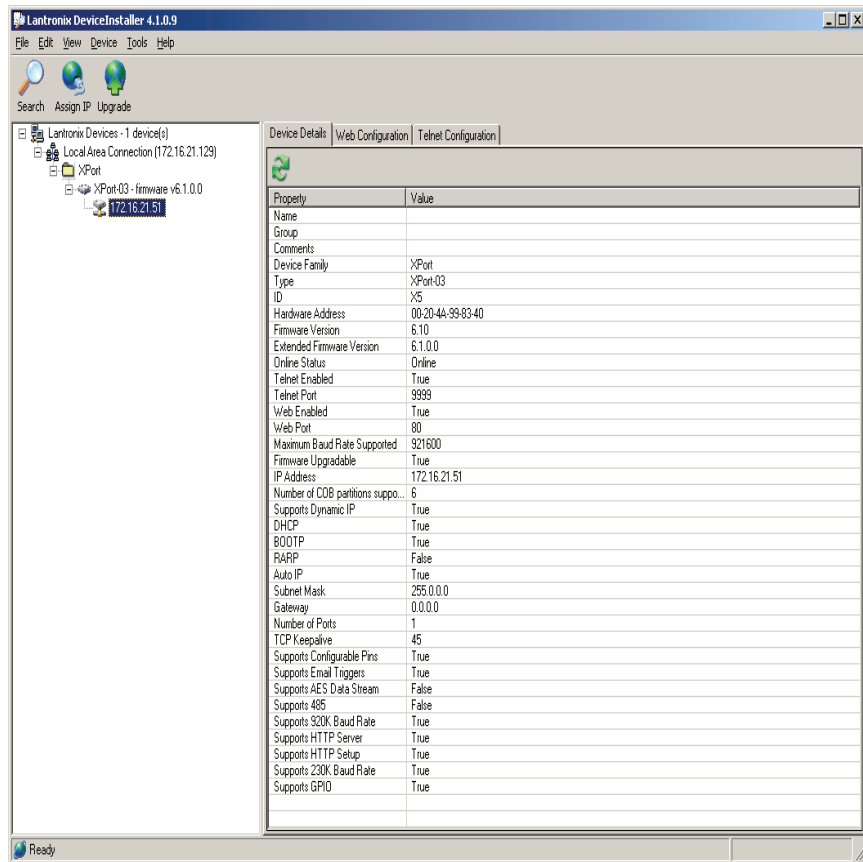 Lantronix DeviceInstaller 4.1.0.9
File Edit View Device Tools Help
Search Assign IP Upgrade
Lantronix Devices - 1 device(s)
Local Area Connection (172.16.21.129)
XPort
XPort-03 - firmware v6.1.0.0
172.16.21.51
Device Details Web Configuration Telnet Configuration
Property Value
Name
Group
Comments
Device Family XPort
Type XPort-03
ID X5
Hardware Address 00-20-4A-99-83-40
Firmware Version 6.10
Extended Firmware Version 6.1.0.0
Online Status Online
Telnet Enabled True
Telnet Port 9999
Web Enabled True
Web Port 80
Maximum Baud Rate Supported 921600
Firmware Upgradable True
IP Address 172.16.21.51
Number of COB partitions suppo... 6
Supports Dynamic IP True
DHCP True
BOOTP True
RARP False
Auto IP True
Subnet Mask 255.0.0.0
Gateway 0.0.0.0
Number of Ports 1
TCP Keepalive 45
Supports Configurable Pins True
Supports Email Triggers True
Supports AES Data Stream False
Supports 485 False
Supports 920K Baud Rate True
Supports HTTP Server True
Supports HTTP Setup True
Supports 230K Baud Rate True
Supports GPIO True
Ready